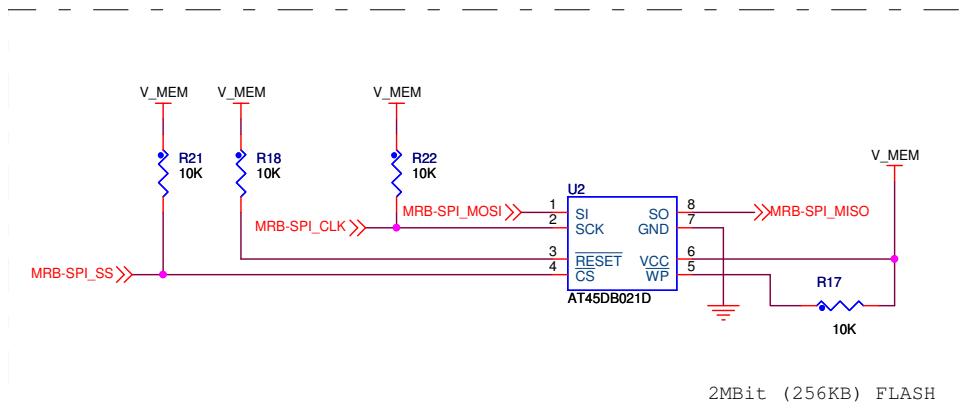 V_MEM
V_MEM
V_MEM
R21
10K
R18
10K
R22
10K
V_MEM
U2
MRB-SPI_MOSI
1
SI
SO
8
MRB-SPI_MISO
MRB-SPI_CLK
2
SCK
GND
7
3
RESET
VCC
6
MRB-SPI_SS
4
CS
WP
5
R17
10K
AT45DB021D
2MBit (256KB) FLASH